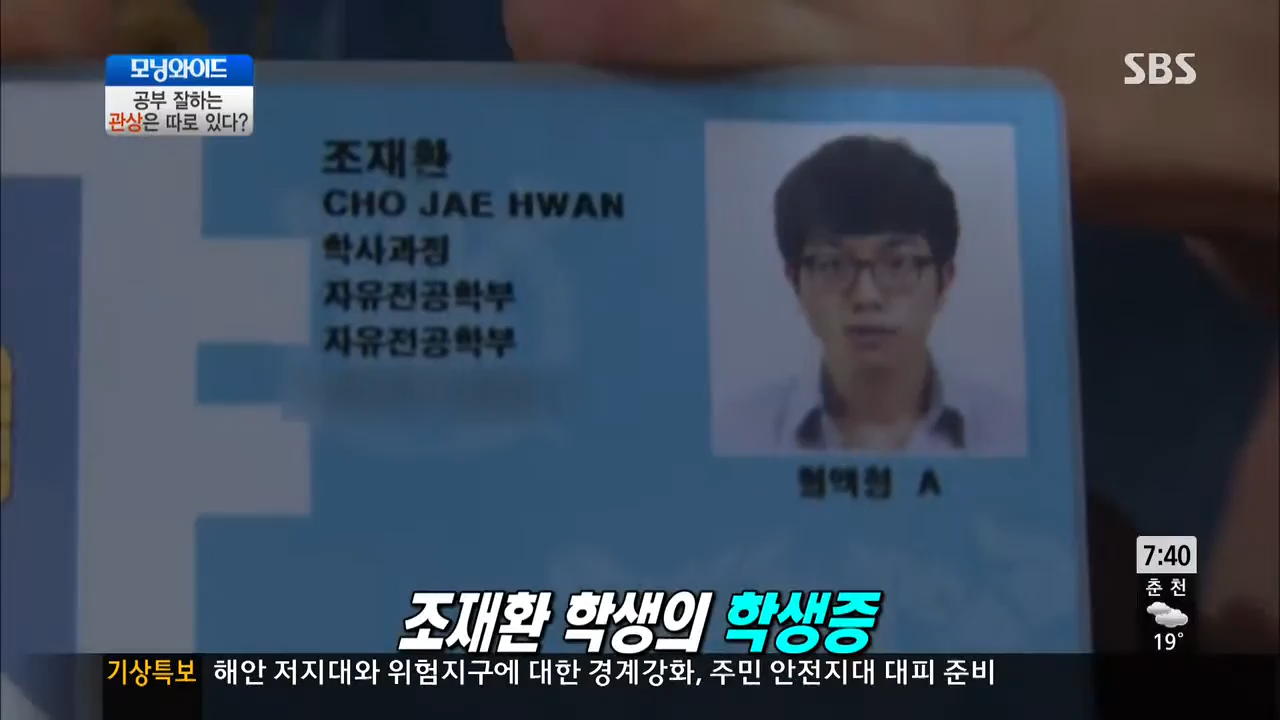 모닝와이드
공부 잘하는
관상은 따로 있다?
SBS
조재환
CHO JAE HWAN
학사과정
자유전공학부
자유전공학부
혈액형 A
7:40
춘천
19°
조재환 학생의 학생증
기상특보 해안 저지대와 위험지구에 대한 경계강화, 주민 안전지대 대피 준비